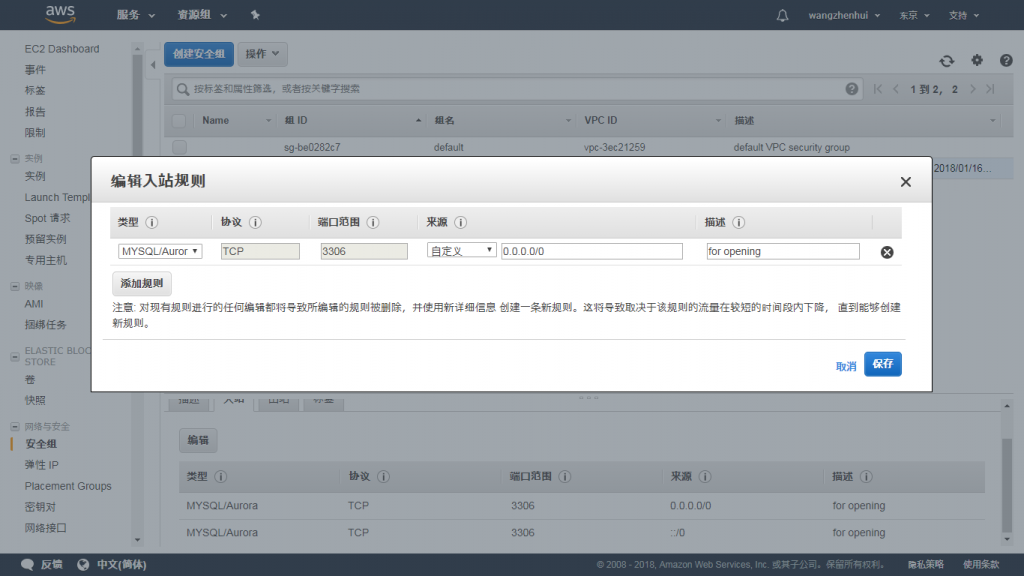 aws 服务 资源组 wangzhenhui 东京 支持
EC2 Dashboard
事件
标签
报告
限制
实例
实例
Launch Templ
Spot 请求
预留实例
专用主机
映像
AMI
捆绑任务
ELASTIC BLOC
STORE
卷
快照
网络与安全
安全组
弹性 IP
Placement Groups
密钥对
网络接口
创建安全组 操作
按标签和属性筛选，或者按关键字搜索 1 到 2， 2
Name 组 ID 组名 VPC ID 描述
sg-be0282c7 default vpc-3ec21259 default VPC security group
2018/01/16...
编辑入站规则
类型 协议 端口范围 来源 描述
MYSQL/Auror TCP 3306 自定义 0.0.0.0/0 for opening
添加规则
注意: 对现有规则进行的任何编辑都将导致所编辑的规则被删除，并使用新详细信息 创建一条新规则。这将导致取决于该规则的流量在较短的时间段内下降， 直到能够创建
新规则。
取消 保存
描述 入站 出站 标签
编辑
类型 协议 端口范围 来源 描述
MYSQL/Aurora TCP 3306 0.0.0.0/0 for opening
MYSQL/Aurora TCP 3306 ::/0 for opening
反馈 中文(简体) © 2008 - 2018, Amazon Web Services, Inc. 或其子公司。保留所有权利。 隐私策略 使用条款